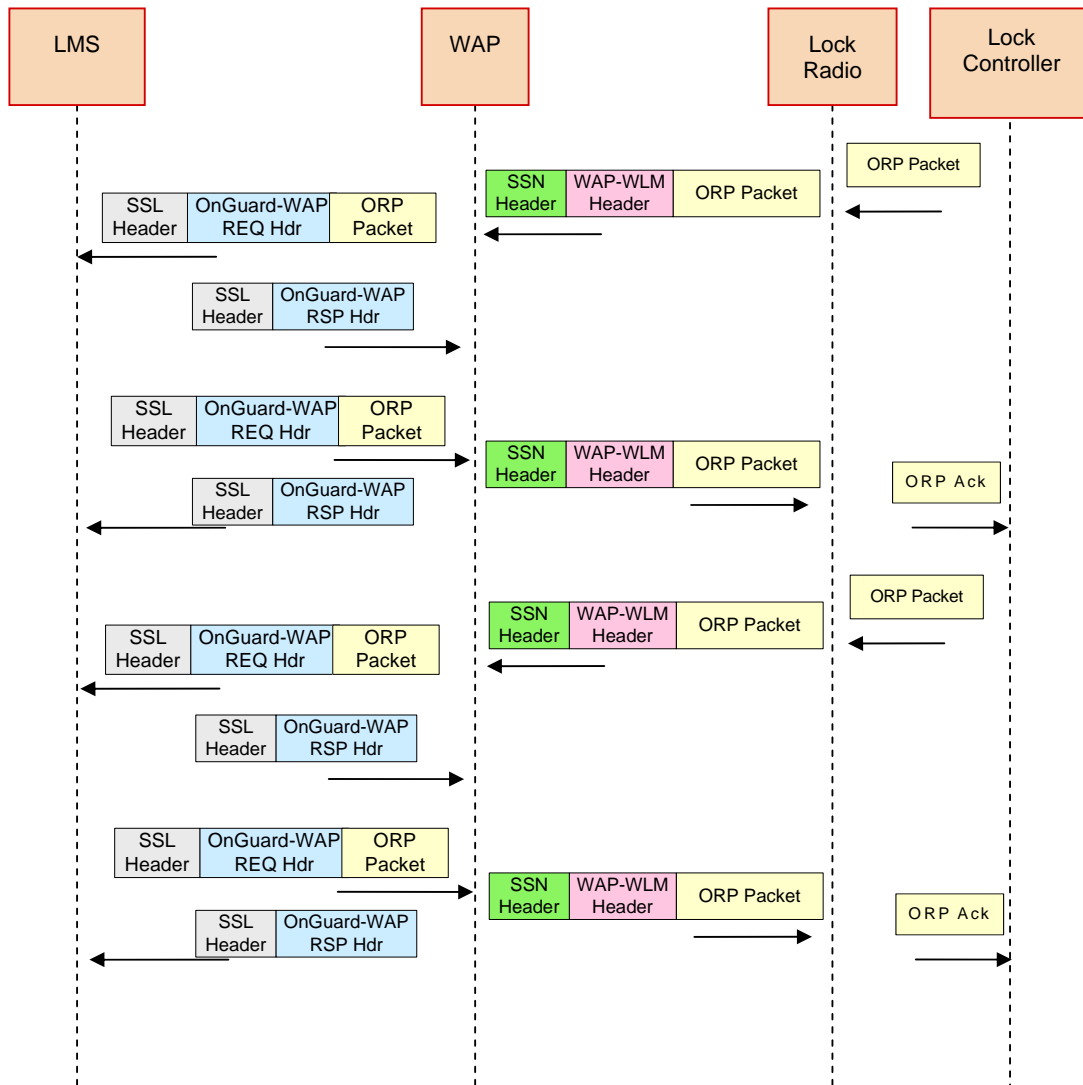 LMS
WAP
Lock
Radio
Lock
Controller
ORP Packet
SSN
Header
WAP-WLM
Header
ORP Packet
SSL
Header
OnGuard-WAP
REQ Hdr
ORP
Packet
SSL
Header
OnGuard-WAP
RSP Hdr
SSL
Header
OnGuard-WAP
REQ Hdr
ORP
Packet
SSN
Header
WAP-WLM
Header
ORP Packet
ORP Ack
SSL
Header
OnGuard-WAP
RSP Hdr
ORP Packet
SSN
Header
WAP-WLM
Header
ORP Packet
SSL
Header
OnGuard-WAP
REQ Hdr
ORP
Packet
SSL
Header
OnGuard-WAP
RSP Hdr
SSL
Header
OnGuard-WAP
REQ Hdr
ORP
Packet
SSN
Header
WAP-WLM
Header
ORP Packet
ORP Ack
SSL
Header
OnGuard-WAP
RSP Hdr